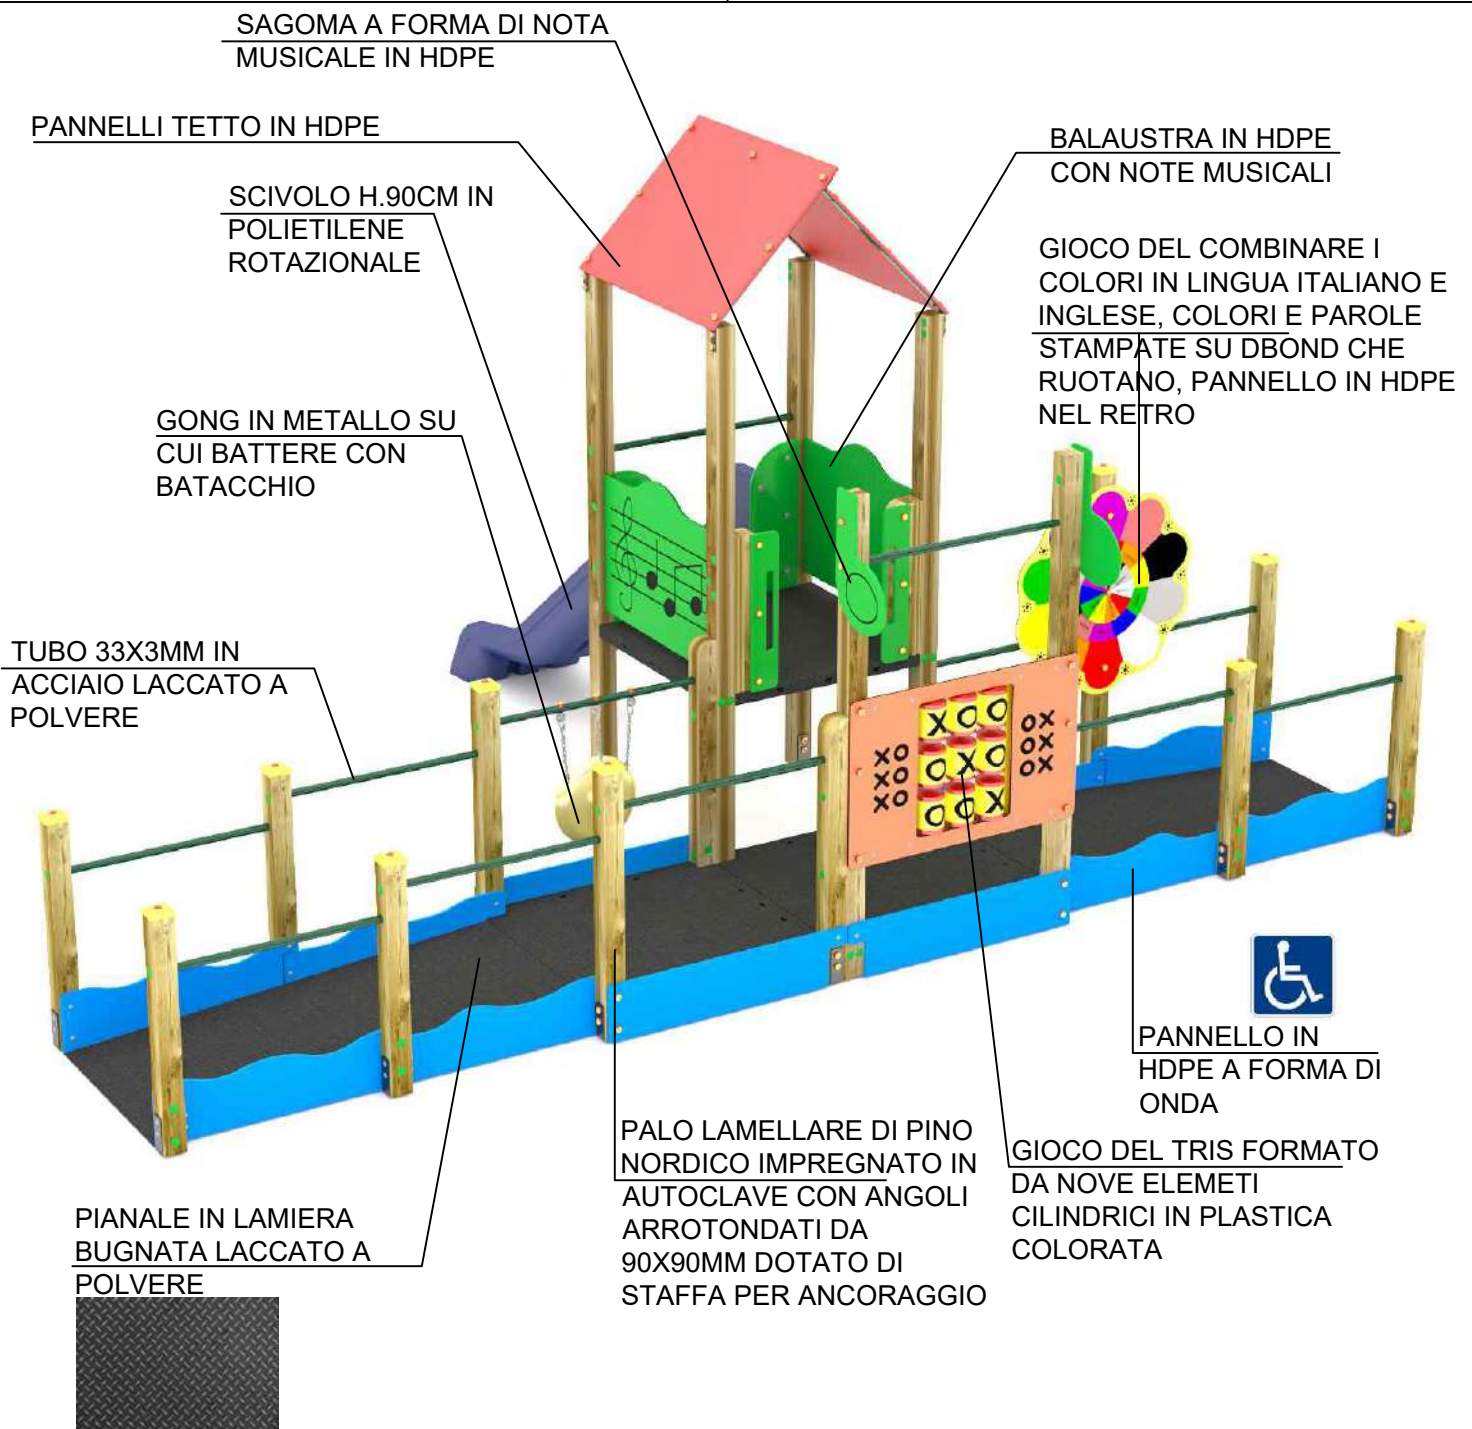 SAGOMA A FORMA DI NOTA
MUSICALE IN HDPE
PANNELLI TETTO IN HDPE
BALAUSTRA IN HDPE
CON NOTE MUSICALI
SCIVOLO H.90CM IN
POLIETILENE
ROTAZIONALE
GIOCO DEL COMBINARE I
COLORI IN LINGUA ITALIANO E
INGLESE, COLORI E PAROLE
STAMPATE SU DBOND CHE
RUOTANO, PANNELLO IN HDPE
NEL RETRO
GONG IN METALLO SU
CUI BATTERE CON
BATACCHIO
TUBO 33X3MM IN
ACCIAIO LACCATO A
POLVERE
XO
XO
XO
XOO
OXO
OOX
OX
OX
OX
PANNELLO IN
HDPE A FORMA DI
ONDA
PALO LAMELLARE DI PINO
NORDICO IMPREGNATO IN
AUTOCLAVE CON ANGOLI
ARROTONDATI DA
90X90MM DOTATO DI
STAFFA PER ANCORAGGIO
GIOCO DEL TRIS FORMATO
DA NOVE ELEMETI
CILINDRICI IN PLASTICA
COLORATA
PIANALE IN LAMIERA
BUGNATA LACCATO A
POLVERE